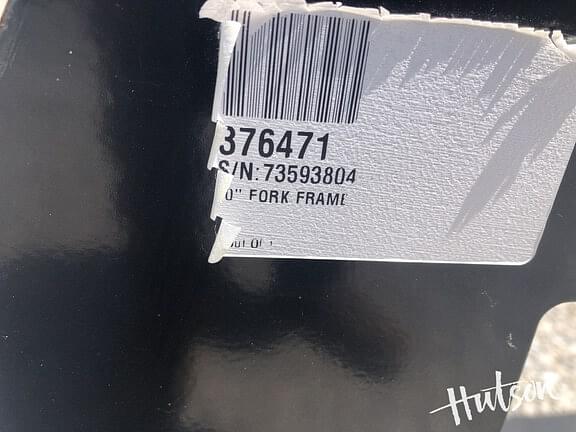 376471
S/N:73593804
0" FORK FRAME
Hutson